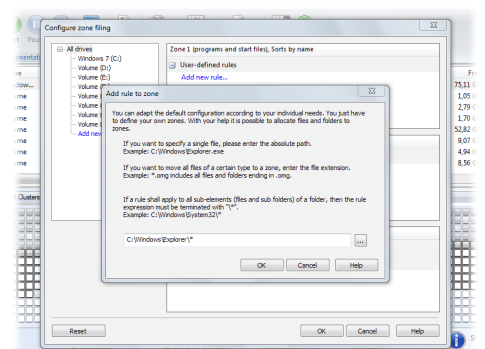 Configure zone filing
All drives
Windows 7 (C:)
Volume (D:)
Volume (E:)
Volume
Volume
Volume
Volume
Add new
Zone 1 (programs and start files), Sorts by name
User-defined rules
Add new rule...
Add rule to zone
You can adapt the default configuration according to your individual needs. You just have
to define your own zones. With your help it is possible to allocate files and folders to
zones.
If you want to specify a single file, please enter the absolute path.
Example: C:\Windows\Explorer.exe
If you want to move all files of a certain type to a zone, enter the file extension.
Example: *.omg includes all files and folders ending in .omg.
If a rule shall apply to all sub-elements (files and sub folders) of a folder, then the rule
expression must be terminated with "\*".
Example: C:\Windows\System32\*
C:\Windows\Explorer\*
...
OK Cancel Help
Reset OK Cancel Help
75,11
1,05
2,79
1,70
52,82
9,07
4,94
8,56
Clusters